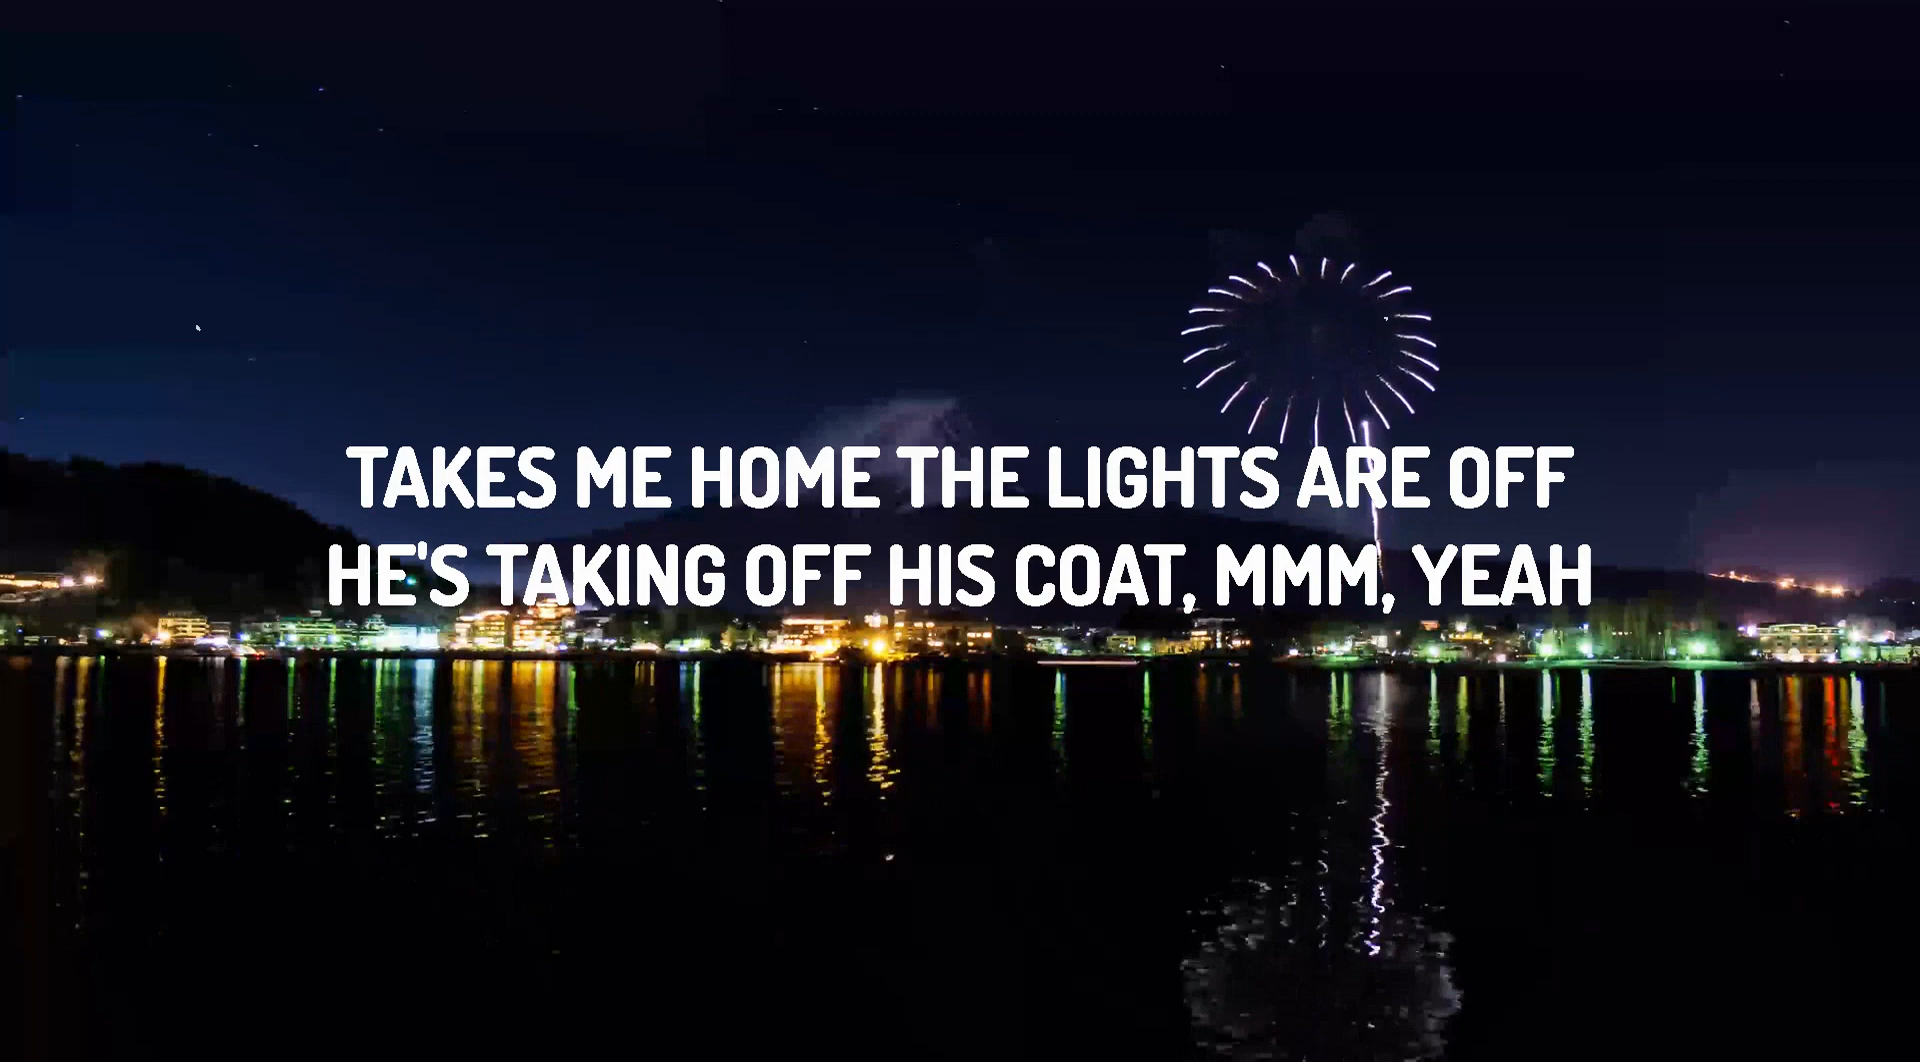 TAKES ME HOME THE LIGHTS ARE OFF
HE'S TAKING OFF HIS COAT, MMM, YEAH